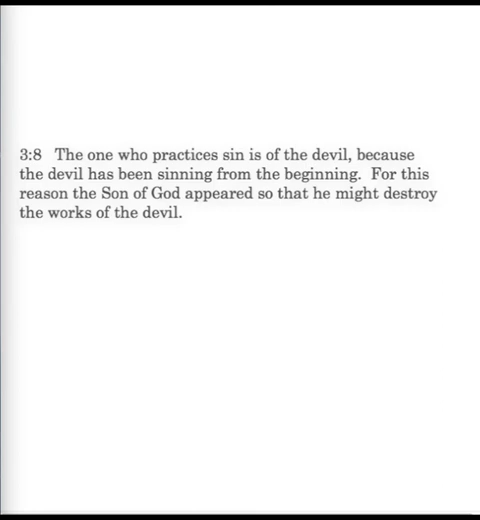 3:8 The one who practices sin is of the devil, because
the devil has been sinning from the beginning. For this
reason the Son of God appeared so that he might destroy
the works of the devil.